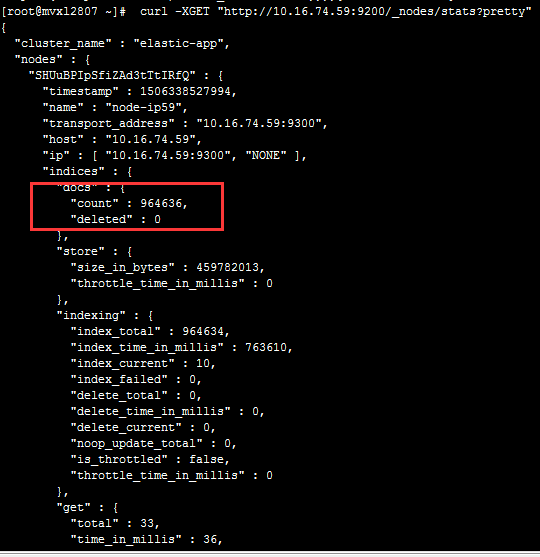 [root@mvxl2807 ~]#  curl -XGET "http://10.16.74.59:9200/_nodes/stats?pretty"
{
  "cluster_name" : "elastic-app",
  "nodes" : {
    "SHUuBPIpSfiZAd3tTtIRfQ" : {
      "timestamp" : 1506338527994,
      "name" : "node-ip59",
      "transport_address" : "10.16.74.59:9300",
      "host" : "10.16.74.59",
      "ip" : [ "10.16.74.59:9300", "NONE" ],
      "indices" : {
        "docs" : {
          "count" : 964636,
          "deleted" : 0
        },
        "store" : {
          "size_in_bytes" : 459782013,
          "throttle_time_in_millis" : 0
        },
        "indexing" : {
          "index_total" : 964634,
          "index_time_in_millis" : 763610,
          "index_current" : 10,
          "index_failed" : 0,
          "delete_total" : 0,
          "delete_time_in_millis" : 0,
          "delete_current" : 0,
          "noop_update_total" : 0,
          "is_throttled" : false,
          "throttle_time_in_millis" : 0
        },
        "get" : {
          "total" : 33,
          "time_in_millis" : 36,